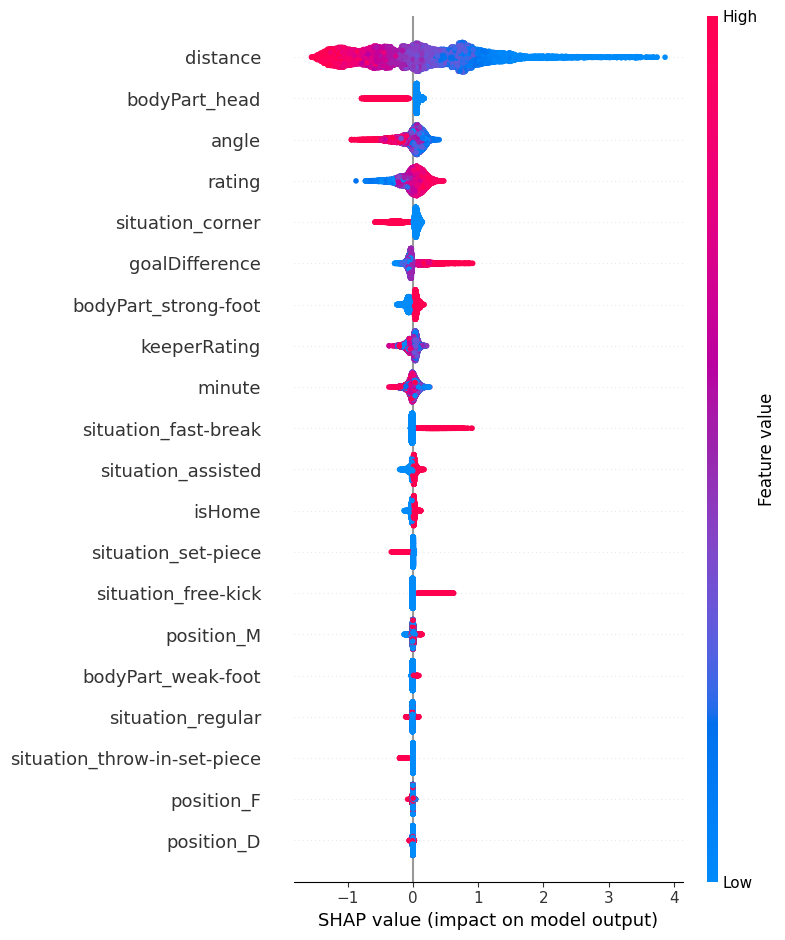 High
distance
bodyPart_head
angle
rating
situation_corner
goalDifference
bodyPart_strong-foot
keeperRating
minute
situation_fast-break
situation_assisted
isHome
situation_set-piece
situation_free-kick
position_M
bodyPart_weak-foot
situation_regular
situation_throw-in-set-piece
position_F
position_D
Feature value
Low
−1 0 1 2 3 4
SHAP value (impact on model output)